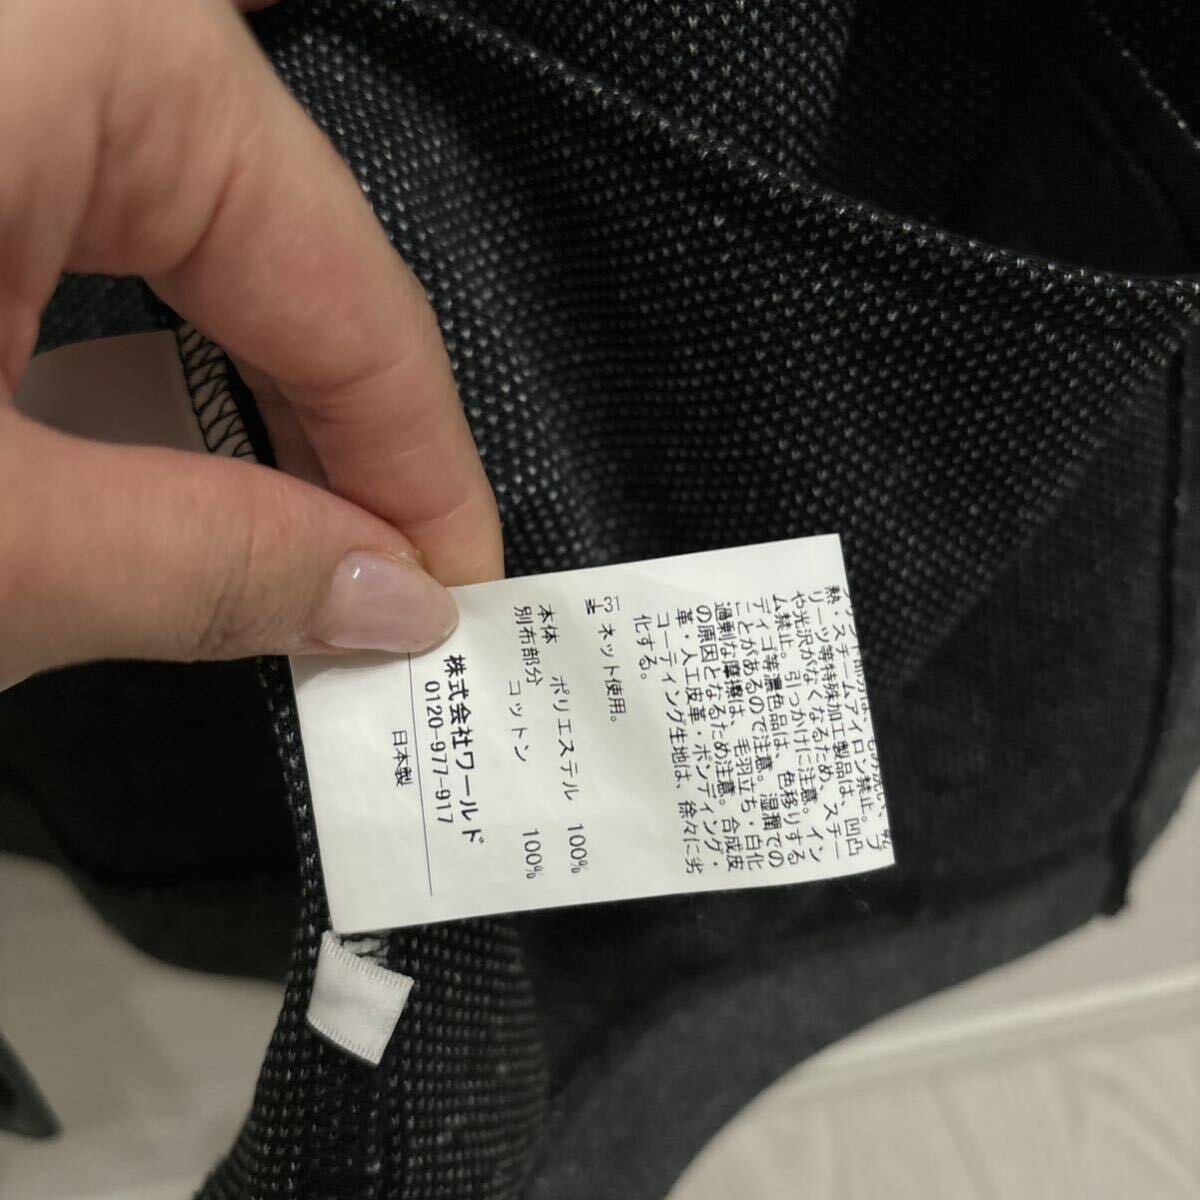 熱・スチームアイロン禁止。
リーツ等特殊加工製品は、凹凸
や光沢がなくなるため、スチー
ム禁止。引っかけに注意。イン
ディゴ等濃色品は、色移りする
ことがあるので注意。湿潤での
過剰な摩擦は、毛羽立ち・白化
の原因となるため注意。合成皮
革・人工皮革・ボンディング・
コーティング生地は、徐々に劣
化する。
ネット使用。
本体 ポリエステル 100%
別布部分 コットン 100%
株式会社ワールド
0120-977-917
日本製